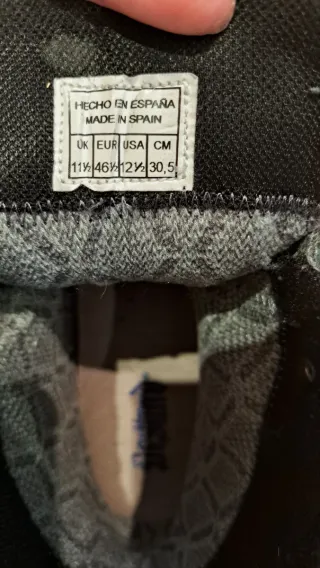 HECHO EN ESPAÑA
MADE IN SPAIN
UK EUR USA CM
11½ 46½ 12½ 30,5